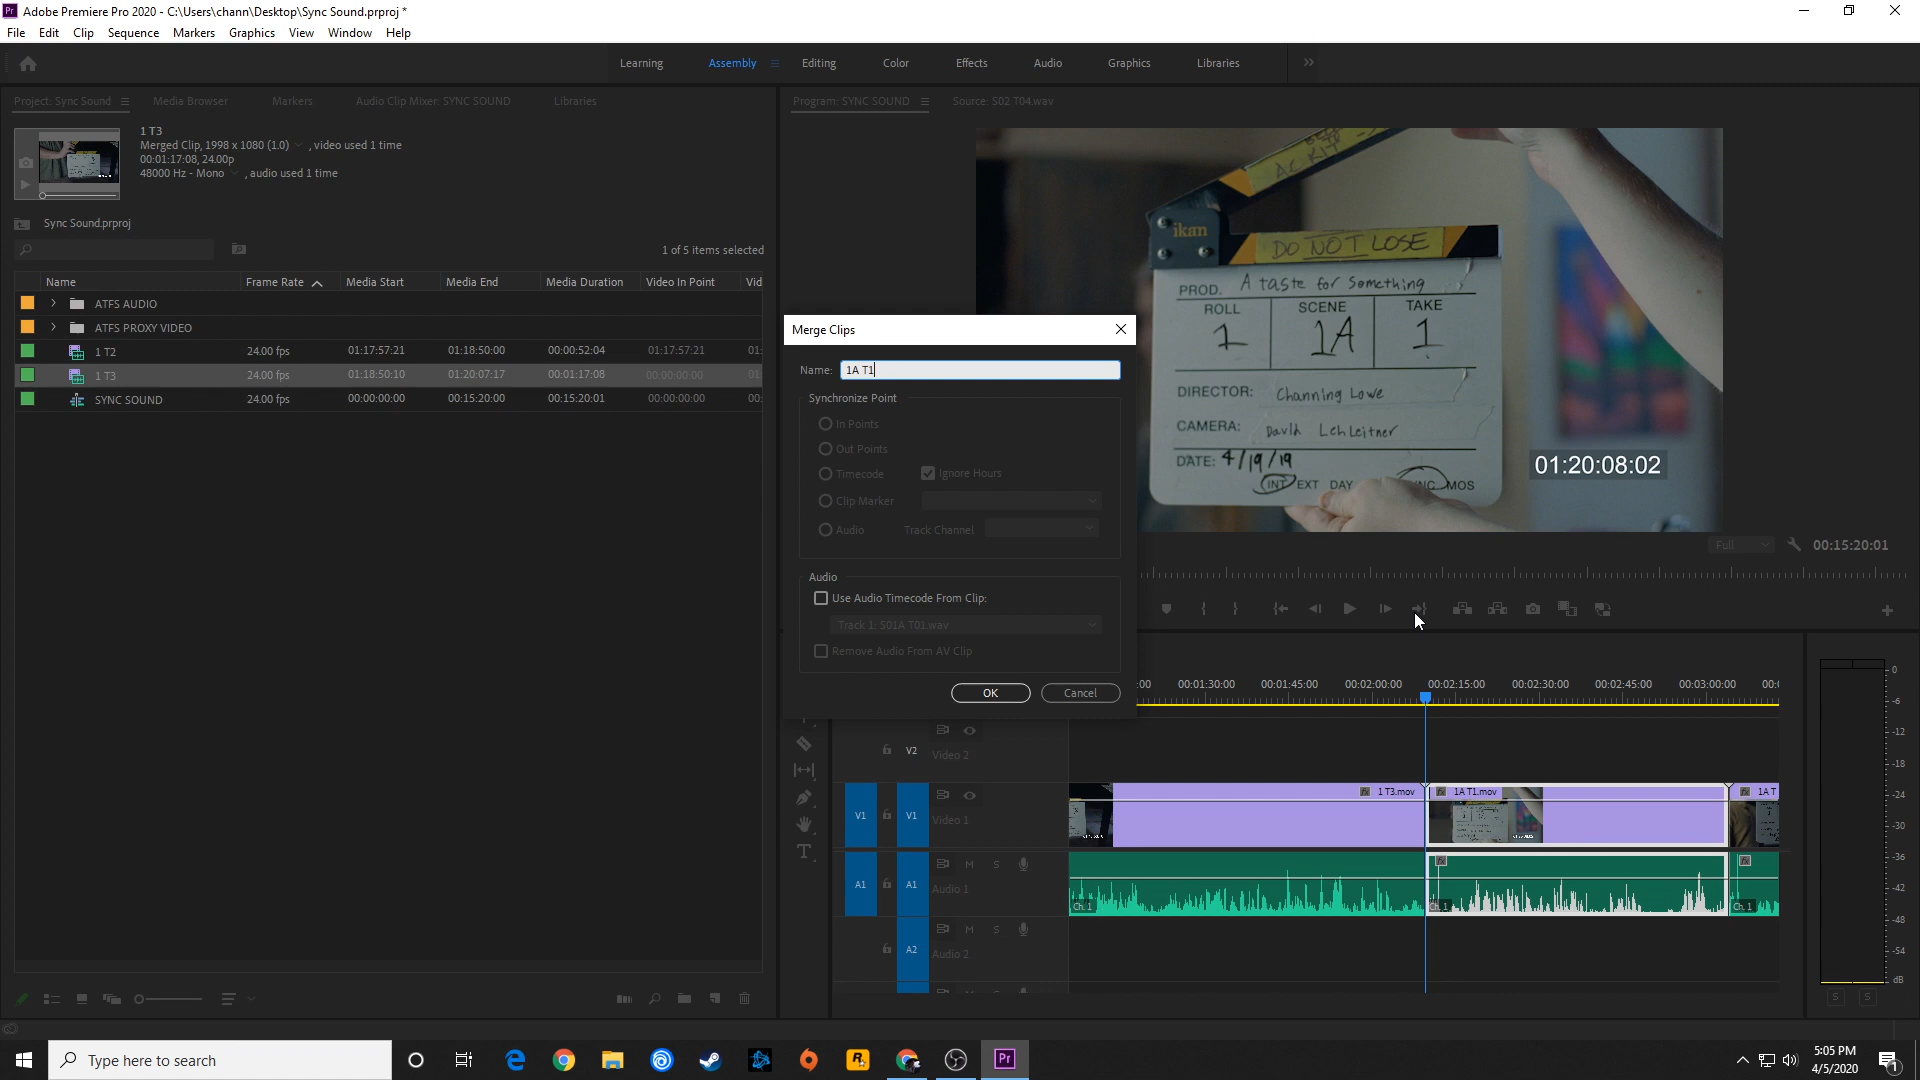 Adobe Premiere Pro 2020 - C:\Users\chann\Desktop\Sync Sound.prproj *
File Edit Clip Sequence Markers Graphics View Window Help
Learning Assembly Editing Color Effects Audio Graphics Libraries
Project: Sync Sound Media Browser Markers Audio Clip Mixer: SYNC SOUND Libraries
Program: SYNC SOUND Source: S02 T04.wav
1 T3
Merged Clip, 1998 x 1080 (1.0) , video used 1 time
00:01:17:08, 24.00p
48000 Hz - Mono , audio used 1 time
Sync Sound.prproj
1 of 5 items selected
Name Frame Rate Media Start Media End Media Duration Video In Point Vid
ATFS AUDIO
ATFS PROXY VIDEO
1 T2 24.00 fps 01:17:57:21 01:18:50:00 00:00:52:04 01:17:57:21 01:
1 T3 24.00 fps 01:18:50:10 01:20:07:17 00:01:17:08 00:00:00:00 01
SYNC SOUND 24.00 fps 00:00:00:00 00:15:20:00 00:15:20:01 00:00:00:00 00:
AC KIT
ikan
DO NOT LOSE
PROD. A taste for something
ROLL SCENE TAKE
1 1A 1
DIRECTOR: Channing Lowe
CAMERA: David Lehleitner
DATE: 4/19/19
INT EXT DAY NC MOS
01:20:08:02
Full 00:15:20:01
Merge Clips
Name: 1A T1
Synchronize Point
In Points
Out Points
Timecode Ignore Hours
Clip Marker
Audio Track Channel
Audio
Use Audio Timecode From Clip:
Track 1: S01A T01.wav
Remove Audio From AV Clip
OK Cancel
:00 00:01:30:00 00:01:45:00 00:02:00:00 00:02:15:00 00:02:30:00 00:02:45:00 00:03:00:00 00:
V2 Video 2
V1 V1 Video 1
1 T3.mov 1A T1.mov 1A T
A1 A1 M S Audio 1
Ch. 1 Ch. 1 Ch. 1
A2 M S Audio 2
0
-6
-12
-18
-24
-30
-36
-42
-48
-54
dB
S S
Type here to search
Pr
5:05 PM
4/5/2020
1